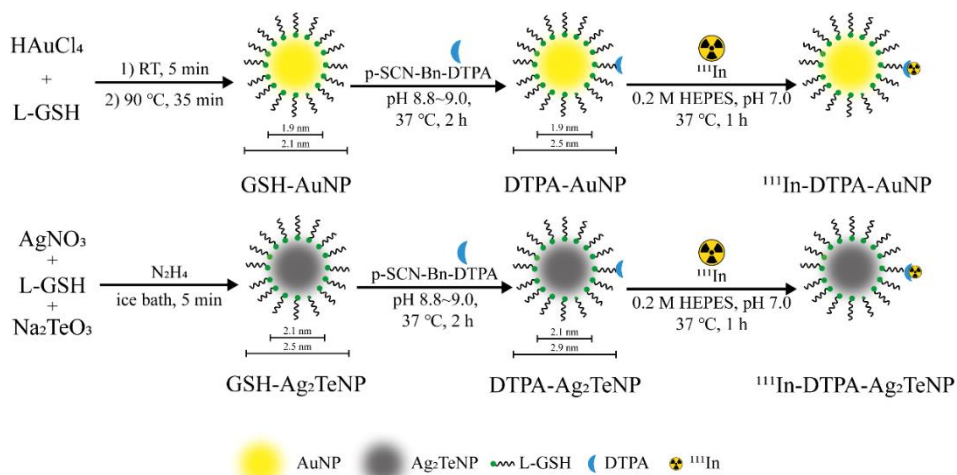 HAuCl₄
+
L-GSH
1) RT, 5 min
2) 90 ℃, 35 min
1.9 nm
2.1 nm
GSH-AuNP
p-SCN-Bn-DTPA
pH 8.8~9.0,
37 ℃, 2 h
1.9 nm
2.5 nm
DTPA-AuNP
¹¹¹In
0.2 M HEPES, pH 7.0
37 ℃, 1 h
¹¹¹In-DTPA-AuNP
AgNO₃
+
L-GSH
+
Na₂TeO₃
N₂H₄
ice bath, 5 min
2.1 nm
2.5 nm
GSH-Ag₂TeNP
p-SCN-Bn-DTPA
pH 8.8~9.0,
37 ℃, 2 h
2.1 nm
2.9 nm
DTPA-Ag₂TeNP
¹¹¹In
0.2 M HEPES, pH 7.0
37 ℃, 1 h
¹¹¹In-DTPA-Ag₂TeNP
AuNP
Ag₂TeNP
L-GSH
DTPA
¹¹¹In